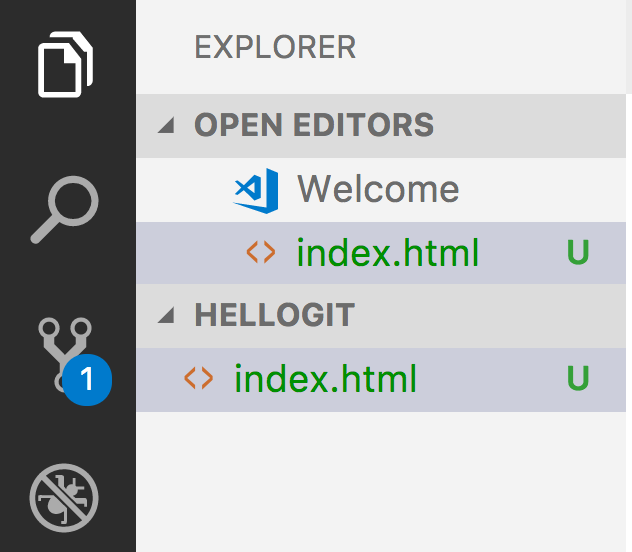 EXPLORER
OPEN EDITORS
Welcome
index.html U
HELLOGIT
index.html U
1